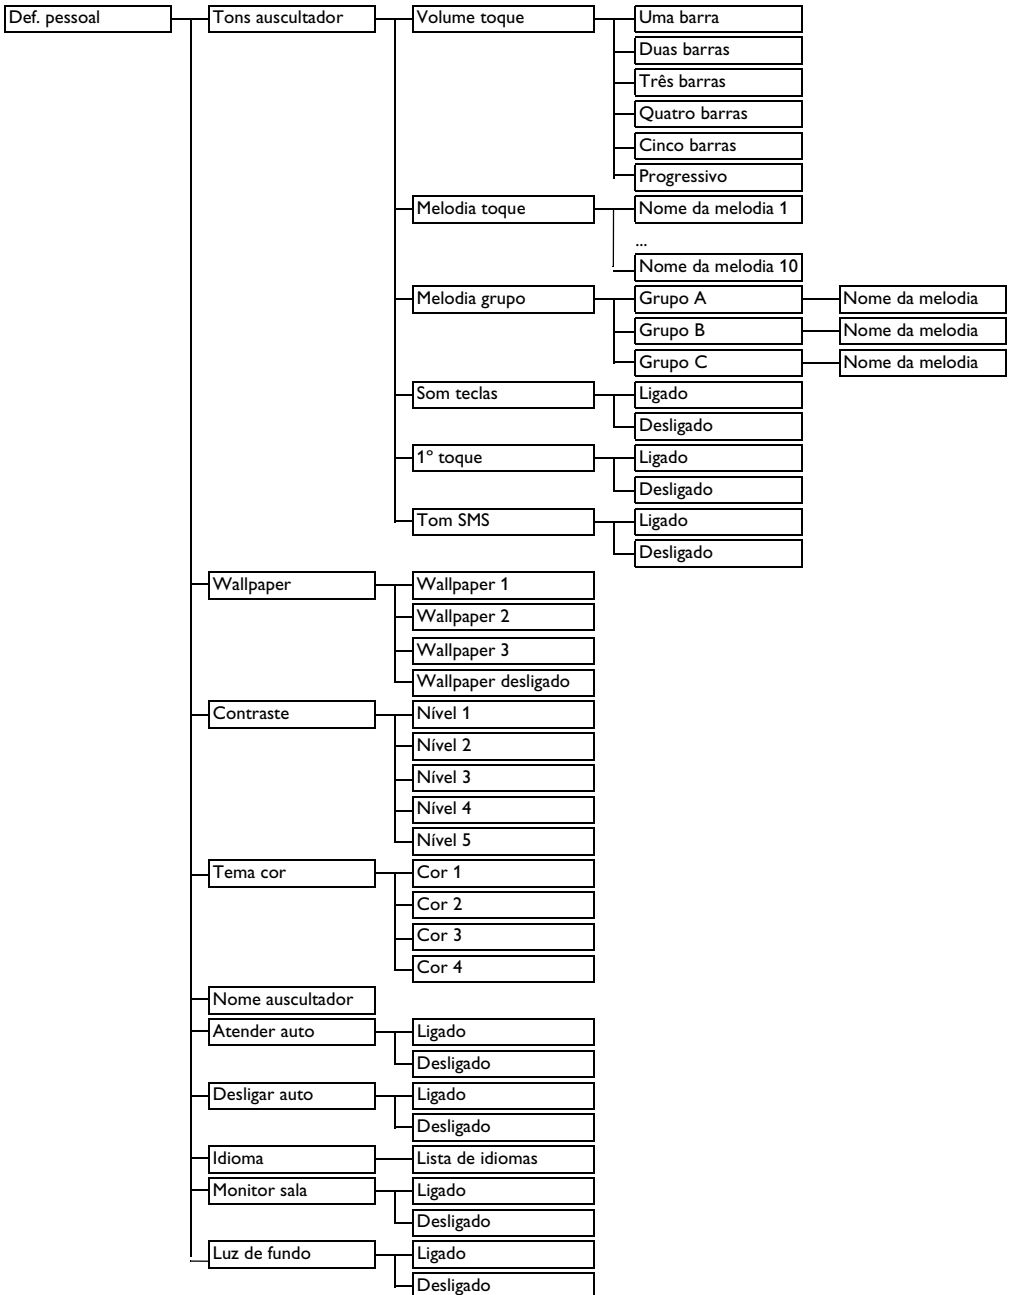 Def. pessoal Tons auscultador Volume toque Uma barra
Duas barras
Três barras
Quatro barras
Cinco barras
Progressivo
Melodia toque Nome da melodia 1
...
Nome da melodia 10
Melodia grupo Grupo A Nome da melodia
Grupo B Nome da melodia
Grupo C Nome da melodia
Som teclas Ligado
Desligado
1º toque Ligado
Desligado
Tom SMS Ligado
Desligado
Wallpaper Wallpaper 1
Wallpaper 2
Wallpaper 3
Wallpaper desligado
Contraste Nível 1
Nível 2
Nível 3
Nível 4
Nível 5
Tema cor Cor 1
Cor 2
Cor 3
Cor 4
Nome auscultador
Atender auto Ligado
Desligado
Desligar auto Ligado
Desligado
Idioma Lista de idiomas
Monitor sala Ligado
Desligado
Luz de fundo Ligado
Desligado